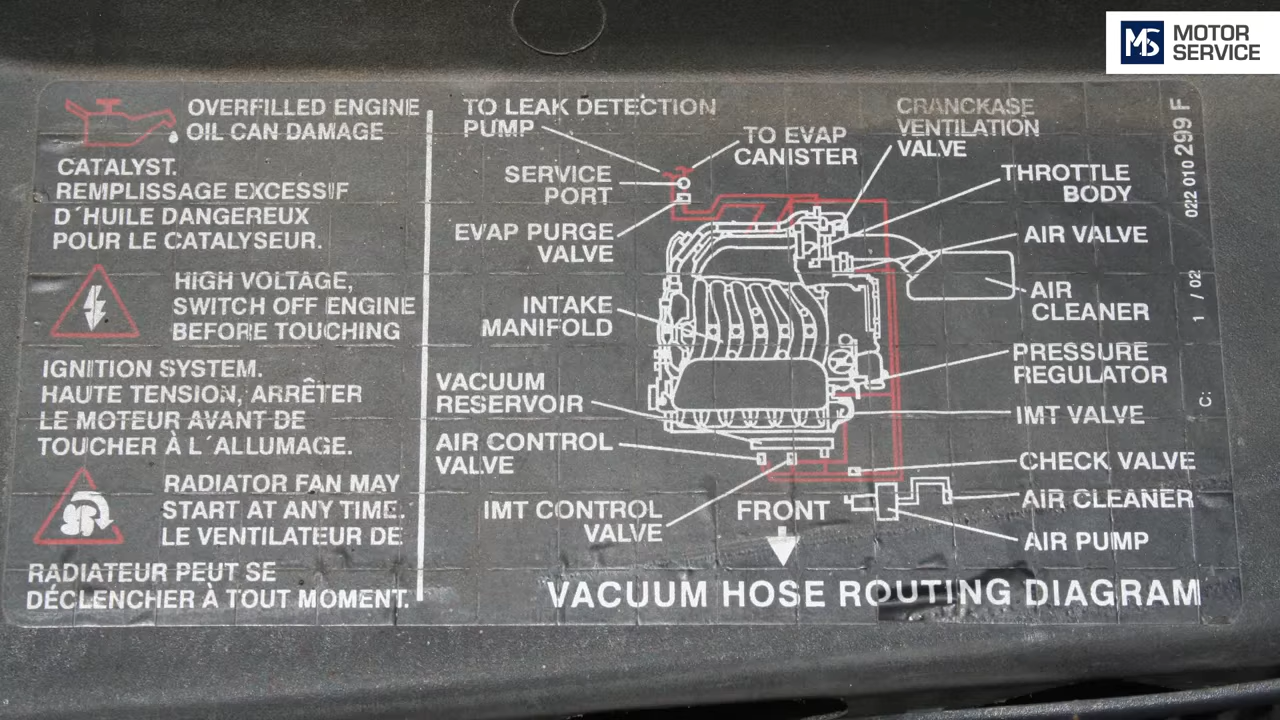 MS MOTOR
SERVICE
OVERFILLED ENGINE
OIL CAN DAMAGE
CATALYST.
REMPLISSAGE EXCESSIF
D´HUILE DANGEREUX
POUR LE CATALYSEUR.
HIGH VOLTAGE,
SWITCH OFF ENGINE
BEFORE TOUCHING
IGNITION SYSTEM.
HAUTE TENSION, ARRÊTER
LE MOTEUR AVANT DE
TOUCHER À L´ALLUMAGE.
RADIATOR FAN MAY
START AT ANY TIME.
LE VENTILATEUR DE
RADIATEUR PEUT SE
DÉCLENCHER À TOUT MOMENT.
TO LEAK DETECTION
PUMP
TO EVAP
CANISTER
CRANCKASE
VENTILATION
VALVE
SERVICE
PORT
THROTTLE
BODY
EVAP PURGE
VALVE
AIR VALVE
INTAKE
MANIFOLD
AIR
CLEANER
PRESSURE
REGULATOR
VACUUM
RESERVOIR
IMT VALVE
AIR CONTROL
VALVE
CHECK VALVE
IMT CONTROL
VALVE
FRONT
AIR CLEANER
AIR PUMP
VACUUM HOSE ROUTING DIAGRAM
022 010 299 F
C: 1 / 02